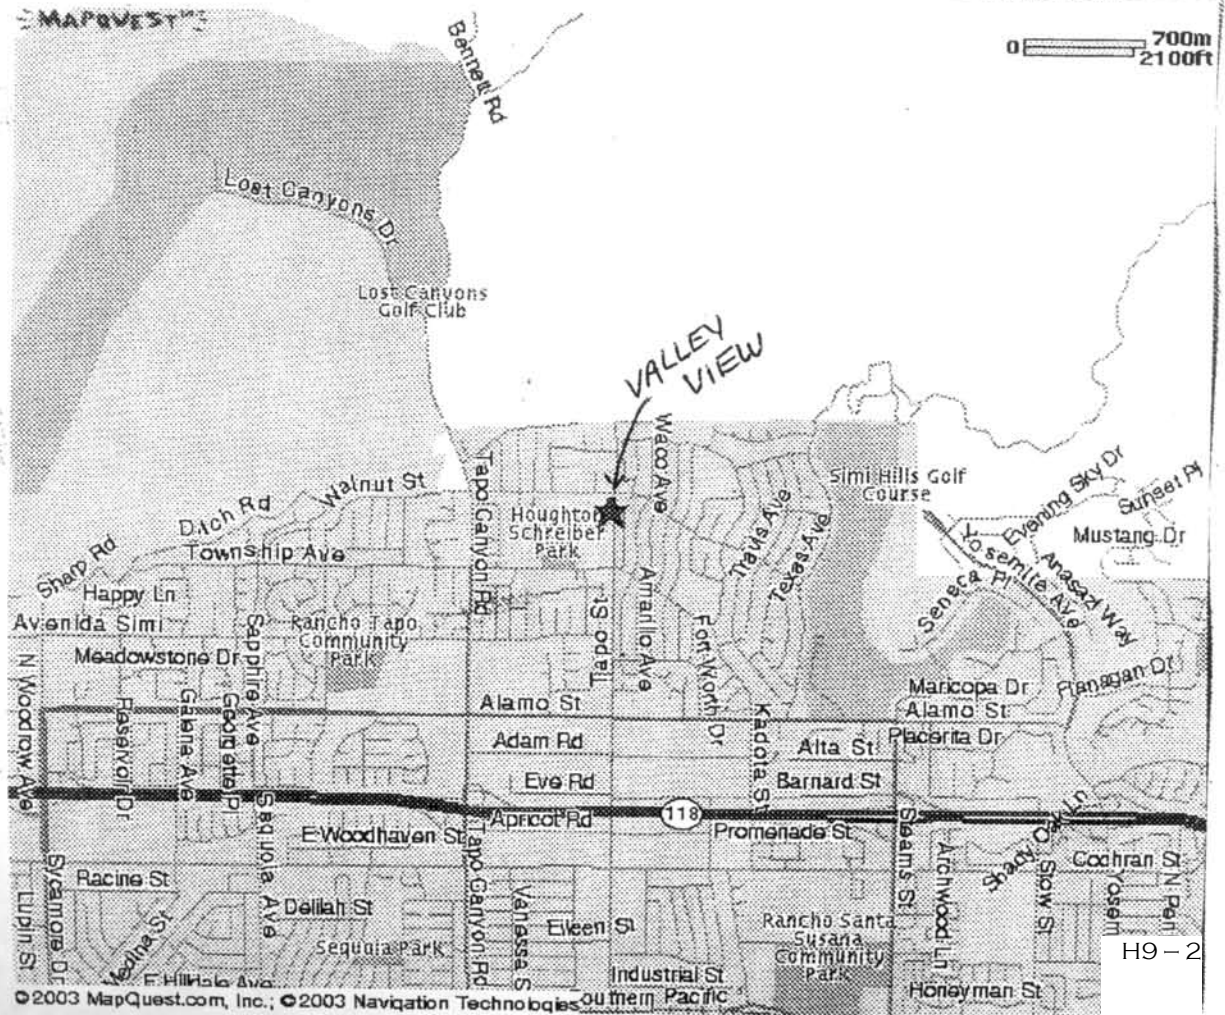 MAPQUEST
0
700m
2100ft
Bennett Rd
Lost Canyons Dr
Lost Canyons
Golf Club
VALLEY
VIEW
Waco Ave
Tapo Canyon Rd
Simi Hills Golf
Course
Evening Sky Dr
Sunset Pl
Walnut St
Ditch Rd
Houghton
Schreiber
Park
Travis Ave
Texas Ave
Mustang Dr
Sharp Rd
Township Ave
Yosemite Ave
Anasazi Way
Seneca Pl
Happy Ln
Avenida Simi
Rancho Tapo
Community
Park
Sapphire Ave
Tapo St
Amarillo Ave
Fort Worth Dr
Meadowstone Dr
N Woodrow Ave
Flanagan Dr
Maricopa Dr
Alamo St
Alamo St
Reservoir Dr
Galena Ave
Georgette Pl
Kadota St
Placerita Dr
Adam Rd
Alta St
Eve Rd
Barnard St
Apricot Rd
118
Promenade St
E Woodhaven St
Sequoia Ave
Tapo Canyon Rd
Stearns St
Archwood Ln
Shady Oak Ln
Stow St
Cochran St
Yosem
N Pen
Racine St
Lupin St
Sycamore Dr
Medina St
Delilah St
Vanessa S
Eileen St
Sequoia Park
Rancho Santa
Susana
Community
Park
H9-2
E Hilldale Ave
Industrial St
Honeyman St
©2003 MapQuest.com, Inc.; ©2003 Navigation Technologies
outhern Pacific